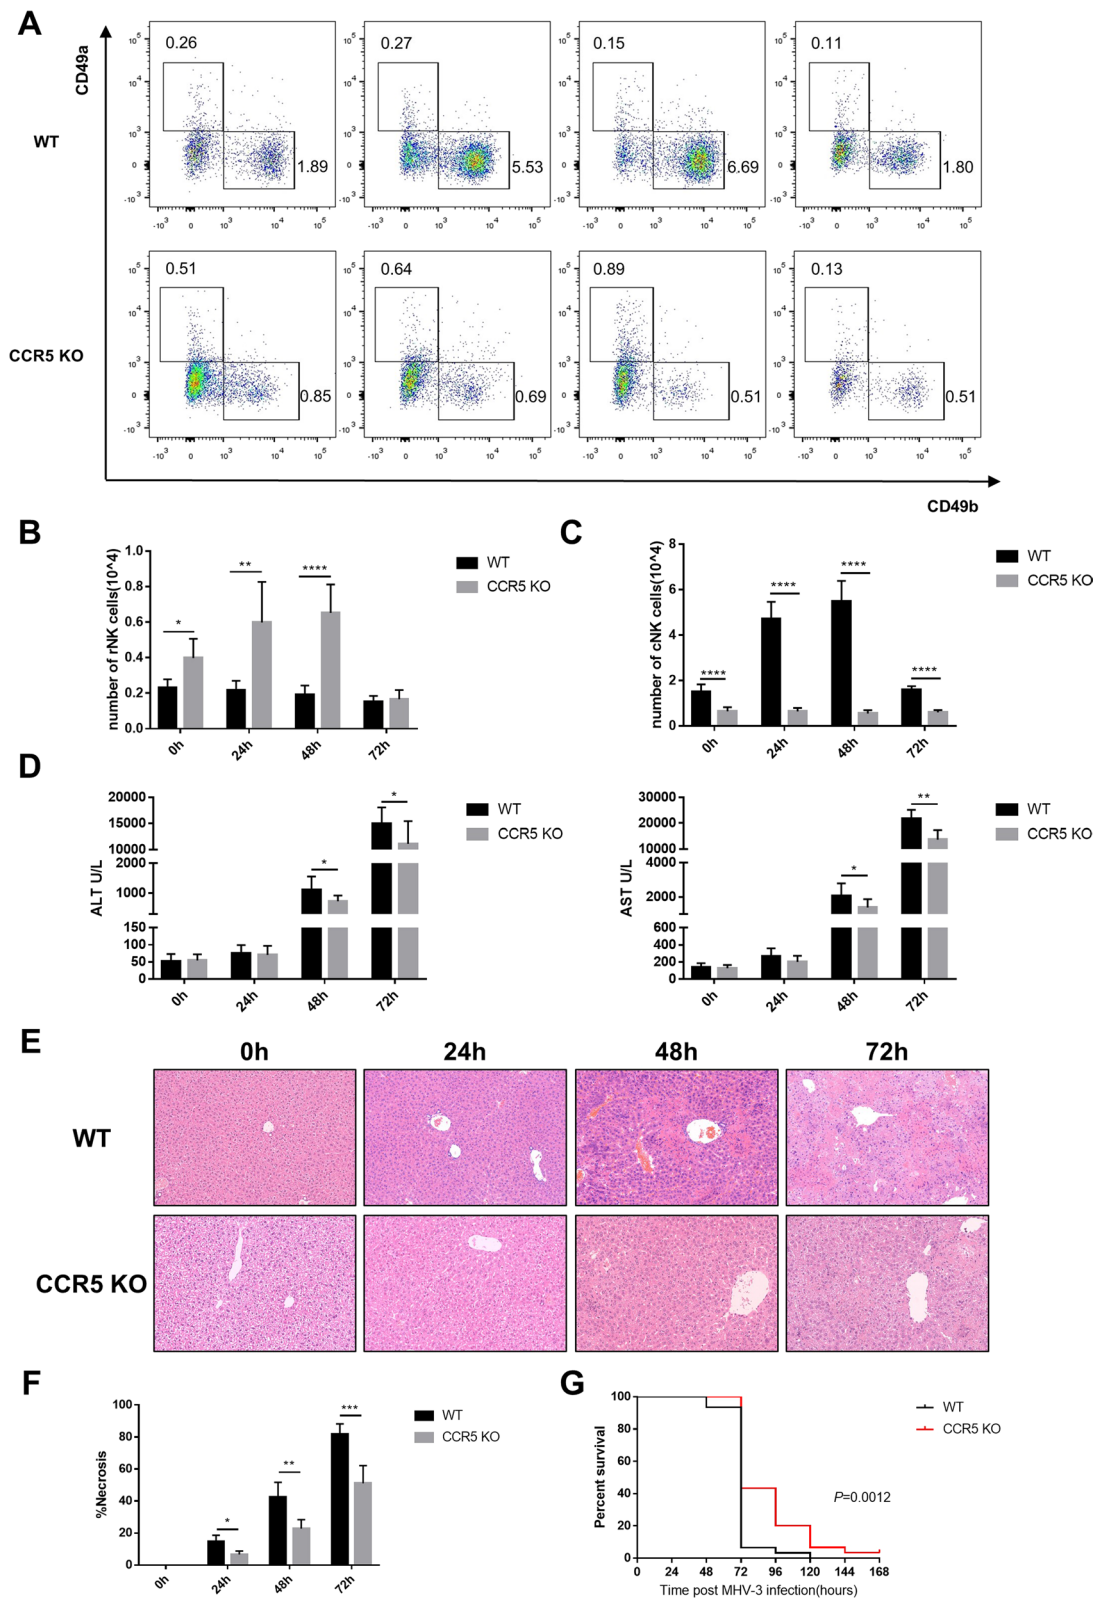 A
CD49a
WT
CCR5 KO
0.26
0.27
0.15
0.11
1.89
5.53
6.69
1.80
0.51
0.64
0.89
0.13
0.85
0.69
0.51
0.51
CD49b
B
number of rNK cells(10^4)
1.0
0.8
0.6
0.4
0.2
0.0
*
**
****
0h
24h
48h
72h
WT
CCR5 KO
C
number of cNK cells(10^4)
8
6
4
2
0
****
****
****
****
0h
24h
48h
72h
WT
CCR5 KO
D
ALT U/L
20000
15000
10000
2000
1000
150
100
50
0
*
*
0h
24h
48h
72h
WT
CCR5 KO
AST U/L
30000
20000
10000
4000
2000
600
400
200
0
*
**
0h
24h
48h
72h
WT
CCR5 KO
E
0h 24h 48h 72h
WT
CCR5 KO
F
%Necrosis
100
80
60
40
20
0
*
**
***
0h
24h
48h
72h
WT
CCR5 KO
G
Percent survival
100
80
60
40
20
0
0 24 48 72 96 120 144 168
Time post MHV-3 infection(hours)
P=0.0012
WT
CCR5 KO